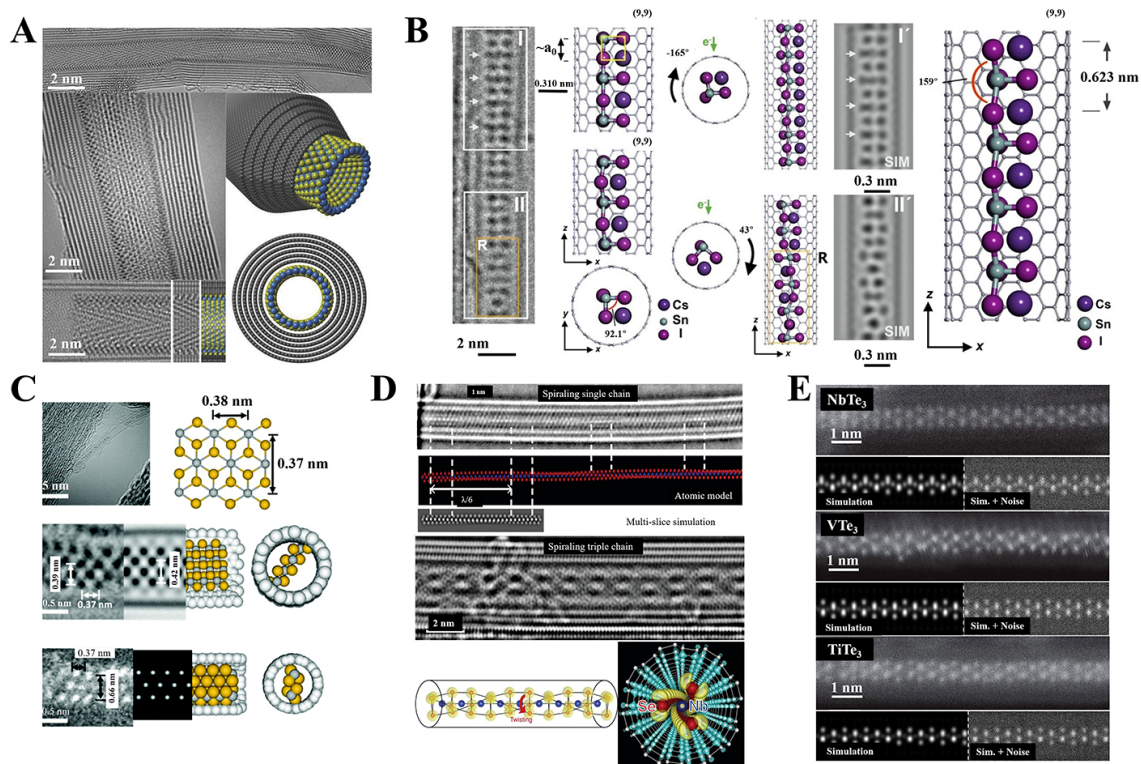 A
2 nm
2 nm
2 nm
B
I
II
R
2 nm
~a₀
0.310 nm
(9,9)
(9,9)
z
x
y
x
92.1°
Cs
Sn
I
-165°
e⁻
e⁻
43°
z
x
R
I´
SIM
0.3 nm
II´
SIM
0.3 nm
(9,9)
159°
0.623 nm
z
x
Cs
Sn
I
C
5 nm
0.38 nm
0.37 nm
0.39 nm
0.37 nm
0.5 nm
0.42 nm
0.37 nm
0.66 nm
0.5 nm
D
1 nm
Spiraling single chain
λ/6
Atomic model
Multi-slice simulation
Spiraling triple chain
2 nm
Twisting
Se
Nb
E
NbTe₃
1 nm
Simulation
Sim. + Noise
VTe₃
1 nm
Simulation
Sim. + Noise
TiTe₃
1 nm
Simulation
Sim. + Noise